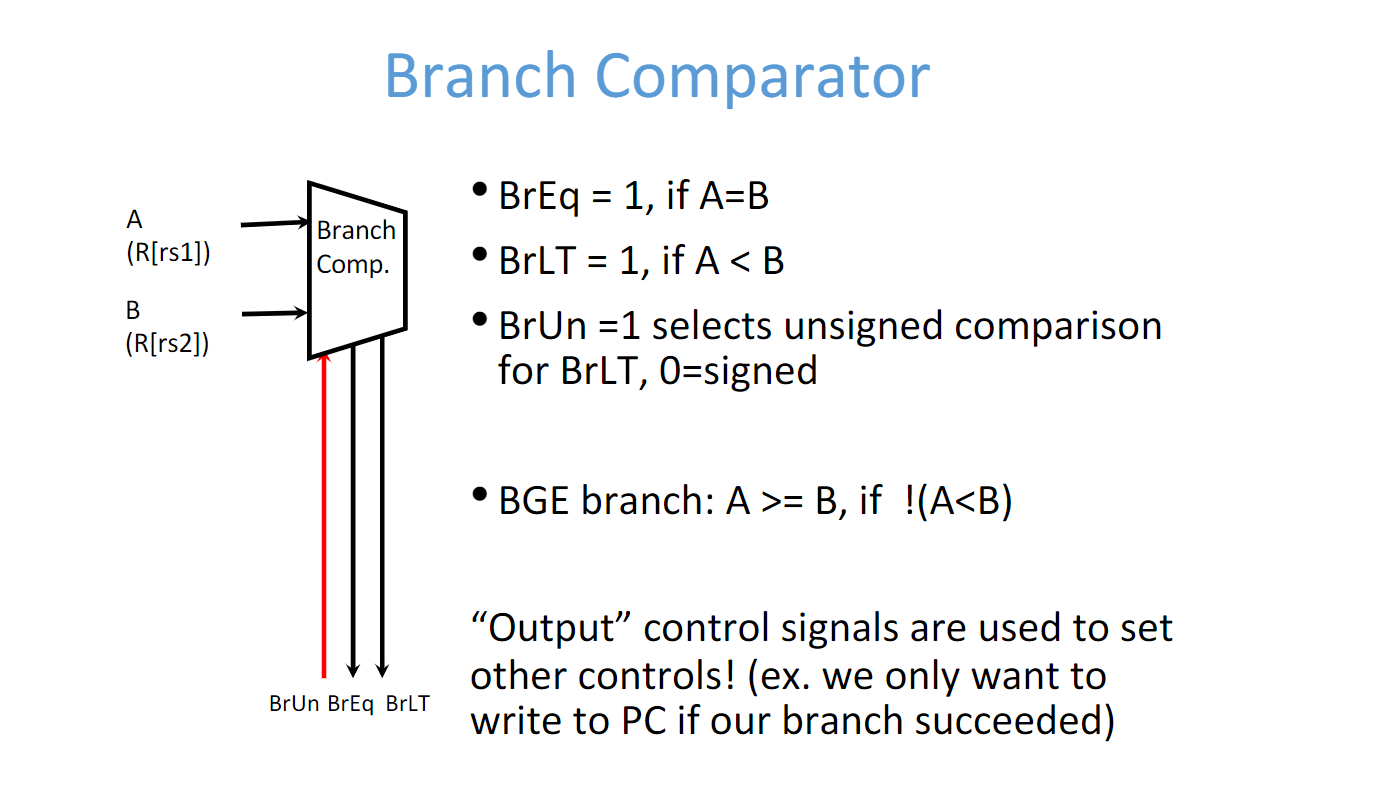 Branch Comparator
A
(R[rs1])
B
(R[rs2])
Branch
Comp.
BrUn BrEq BrLT
• BrEq = 1, if A=B
• BrLT = 1, if A < B
• BrUn =1 selects unsigned comparison
for BrLT, 0=signed
• BGE branch: A >= B, if !(A<B)
“Output” control signals are used to set
other controls! (ex. we only want to
write to PC if our branch succeeded)